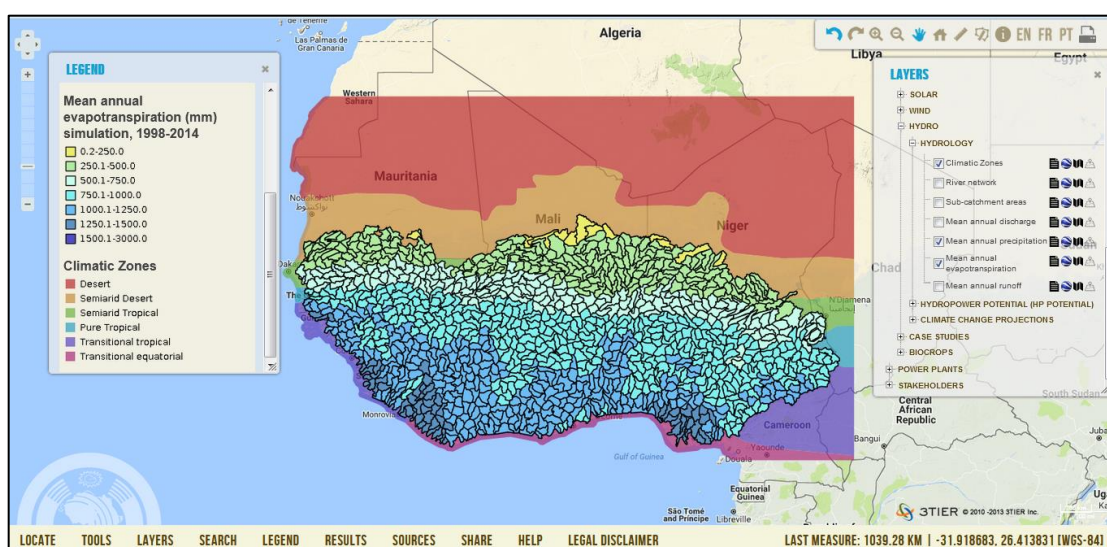 de Tenerife
Las Palmas de
Gran Canaria
Algeria
Libya
Egypt
EN FR PT
LEGEND
Mean annual
evapotranspiration (mm)
simulation, 1998-2014
0.2-250.0
250.1-500.0
500.1-750.0
750.1-1000.0
1000.1-1250.0
1250.1-1500.0
1500.1-3000.0
Climatic Zones
Desert
Semiarid Desert
Semiarid Tropical
Pure Tropical
Transitional tropical
Transitional equatorial
Western
Sahara
Mauritania
Mali
Niger
Chad
N'Djamena
The
Monrovia
Gulf of Guinea
Cameroon
Yaounde
Douala
Equatorial
Guinea
São Tomé
and Príncipe
Libreville
Central
African
Republic
Bangui
South Sudan
Juba
LAYERS
SOLAR
WIND
HYDRO
HYDROLOGY
Climatic Zones
River network
Sub-catchment areas
Mean annual discharge
Mean annual precipitation
Mean annual
evapotranspiration
Mean annual runoff
HYDROPOWER POTENTIAL (HP POTENTIAL)
CLIMATE CHANGE PROJECTIONS
CASE STUDIES
BIOCROPS
POWER PLANTS
STAKEHOLDERS
3TIER © 2010 -2013 3TIER Inc.
LOCATE TOOLS LAYERS SEARCH LEGEND RESULTS SOURCES SHARE HELP LEGAL DISCLAIMER LAST MEASURE: 1039.28 KM | -31.918683, 26.413831 [WGS-84]